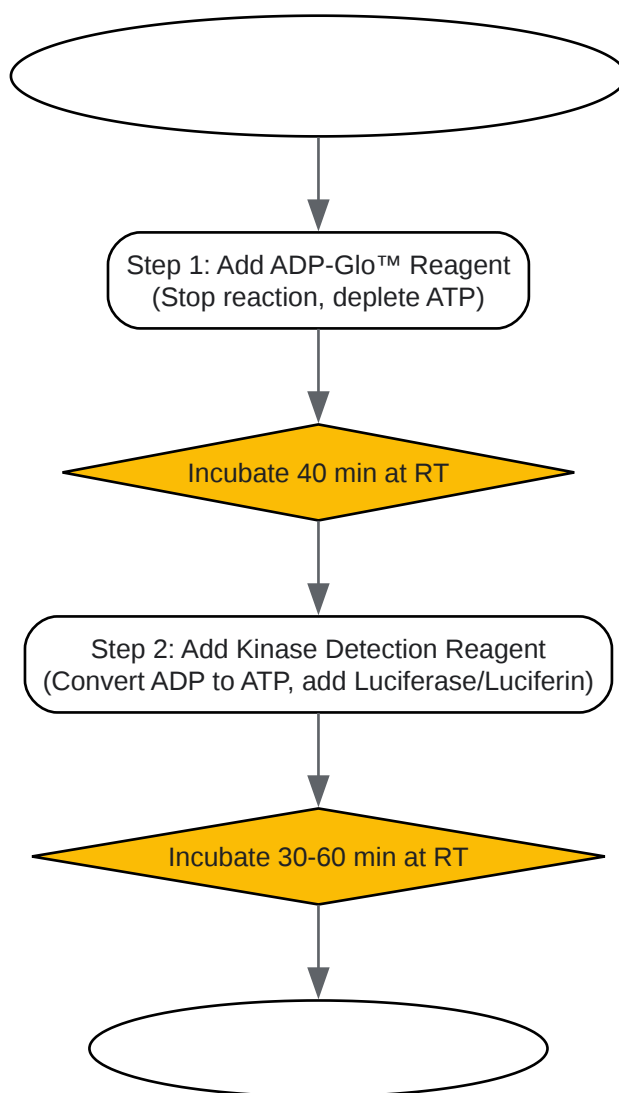 Step 1: Add ADP-Glo™ Reagent
(Stop reaction, deplete ATP)
Incubate 40 min at RT
Step 2: Add Kinase Detection Reagent
(Convert ADP to ATP, add Luciferase/Luciferin)
Incubate 30-60 min at RT